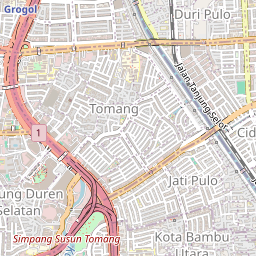 Grogol
Duri Pulo
Jalan Tanjung Selor
Tomang
1
Cid
Jati Pulo
ung Duren
Selatan
Simpang Susun Tomang
Kota Bambu
Utara